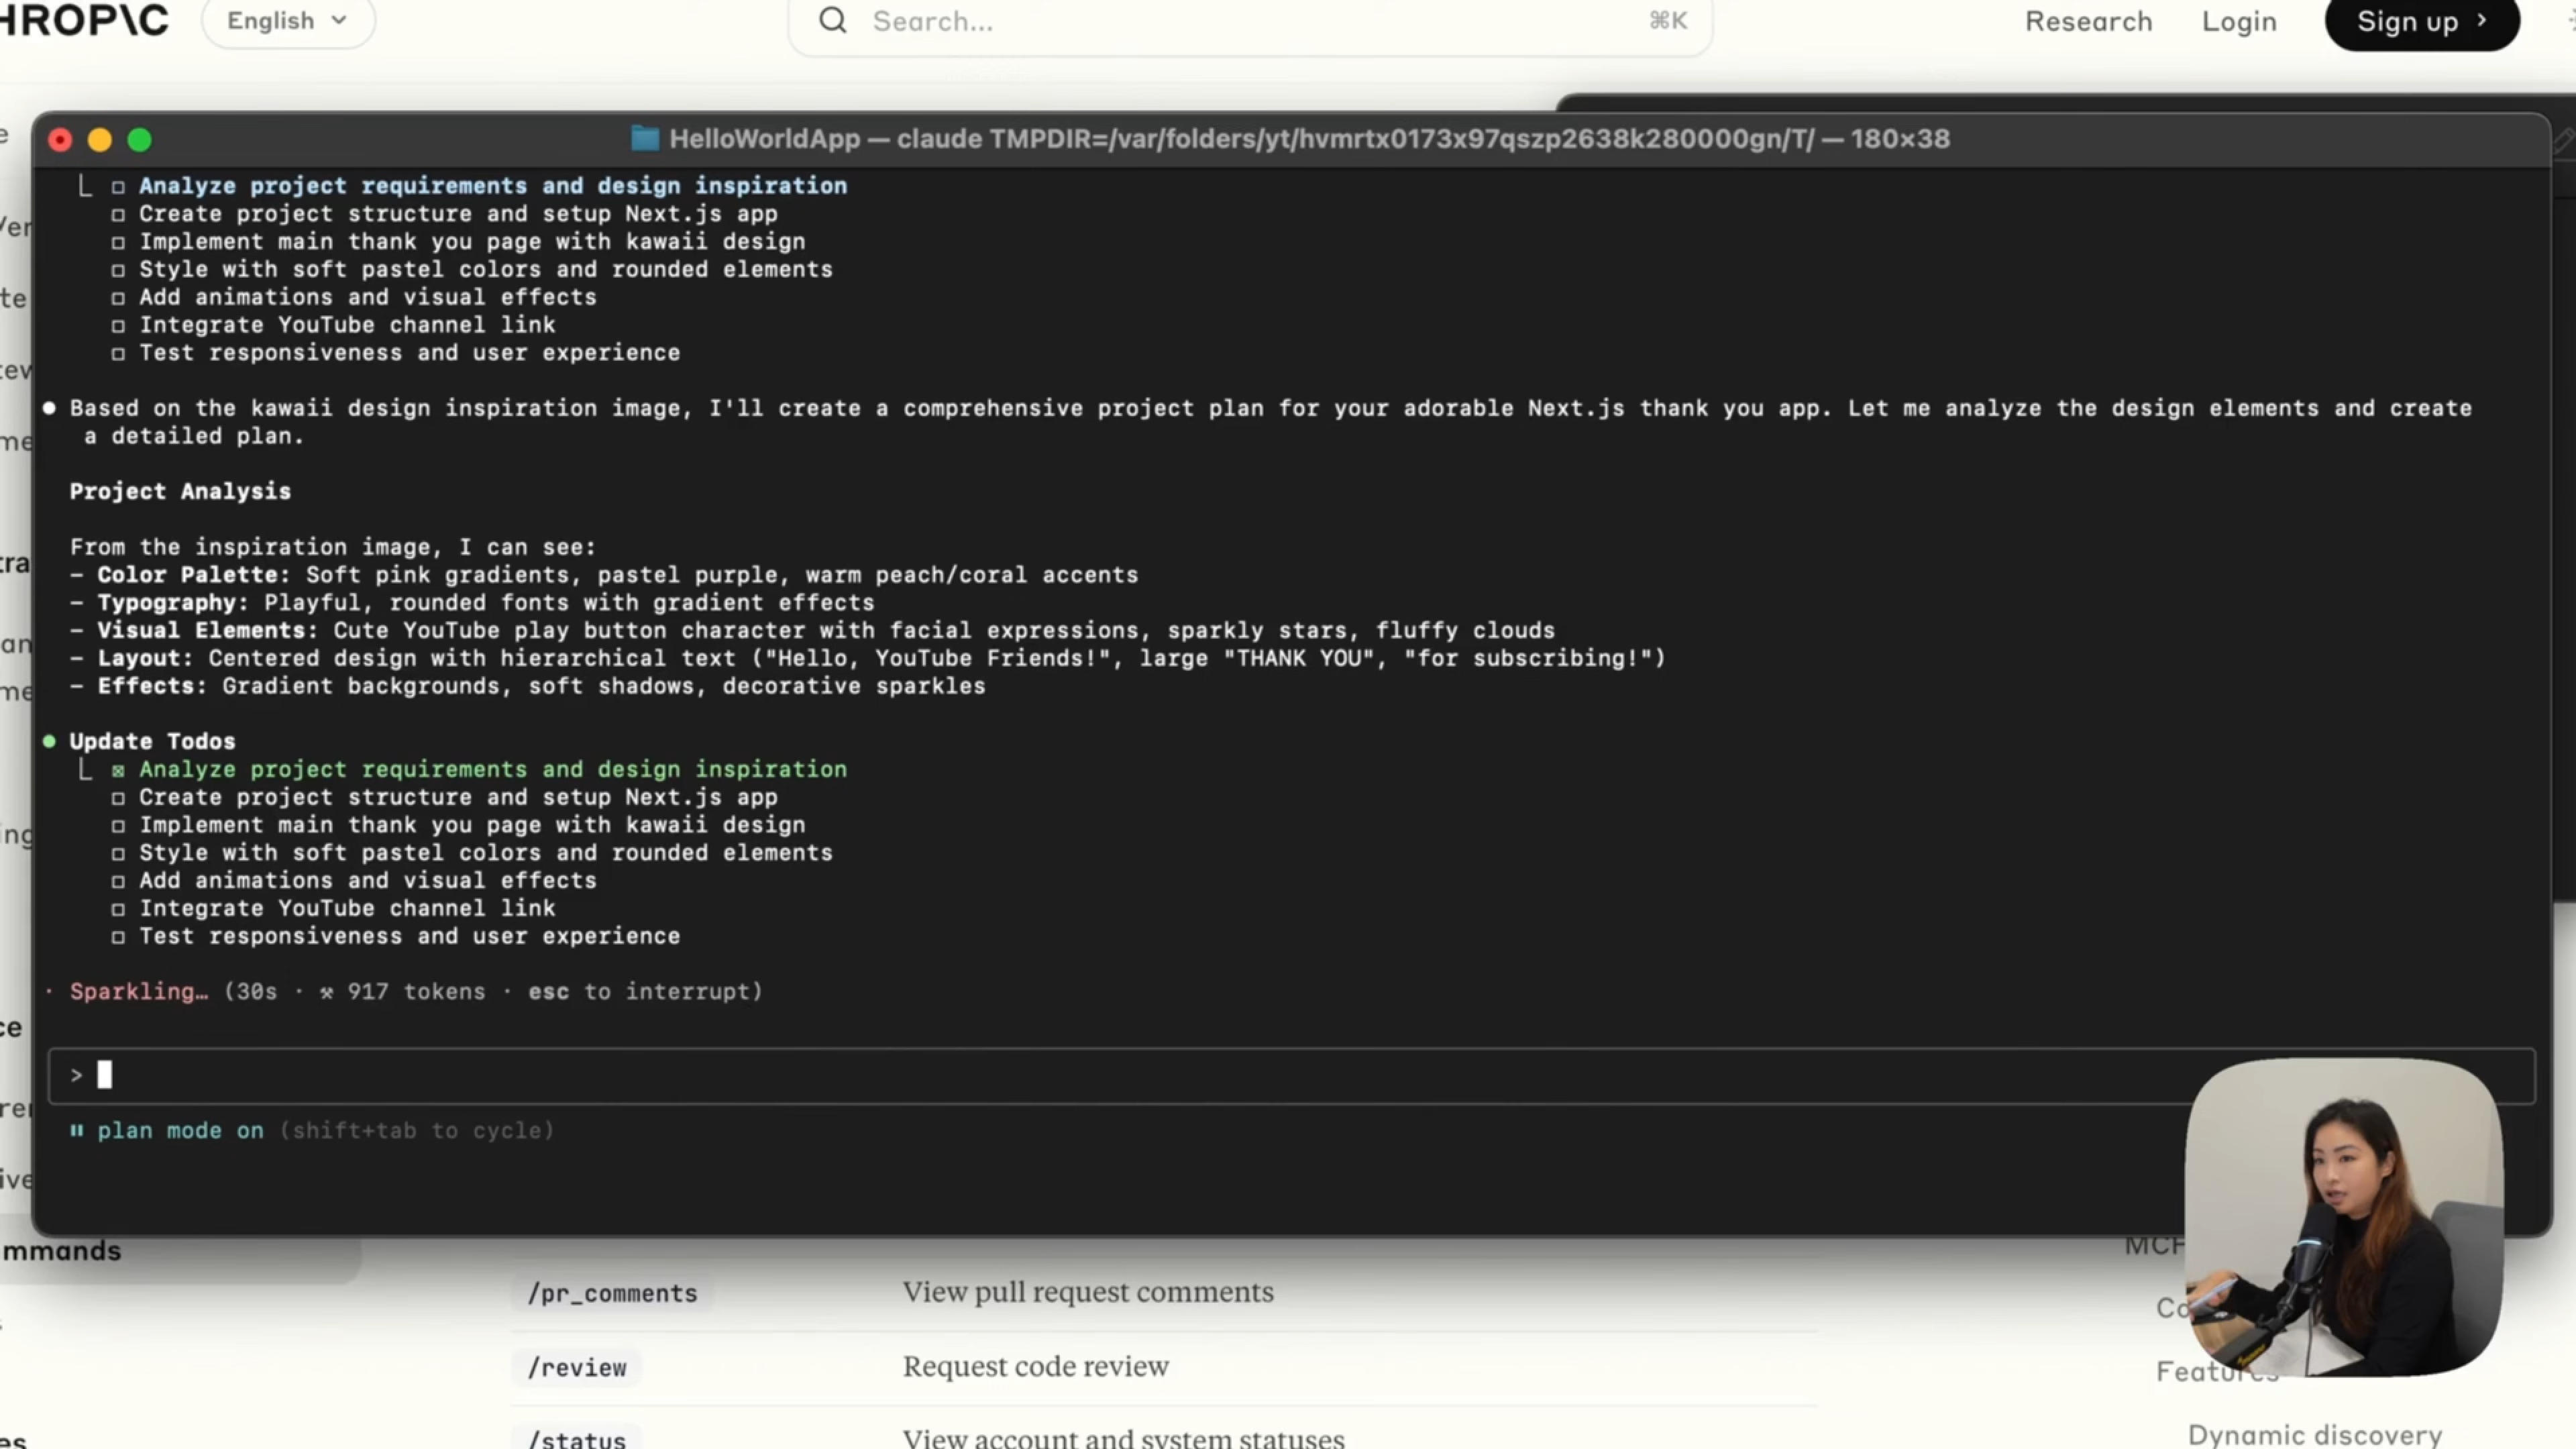 HROP\C
English
Search...
⌘K
Research
Login
Sign up
HelloWorldApp — claude TMPDIR=/var/folders/yt/hvmrtx0173x97qszp2638k280000gn/T/ — 180×38
Analyze project requirements and design inspiration
Create project structure and setup Next.js app
Implement main thank you page with kawaii design
Style with soft pastel colors and rounded elements
Add animations and visual effects
Integrate YouTube channel link
Test responsiveness and user experience
Based on the kawaii design inspiration image, I'll create a comprehensive project plan for your adorable Next.js thank you app. Let me analyze the design elements and create
a detailed plan.
Project Analysis
From the inspiration image, I can see:
– Color Palette: Soft pink gradients, pastel purple, warm peach/coral accents
– Typography: Playful, rounded fonts with gradient effects
– Visual Elements: Cute YouTube play button character with facial expressions, sparkly stars, fluffy clouds
– Layout: Centered design with hierarchical text ("Hello, YouTube Friends!", large "THANK YOU", "for subscribing!")
– Effects: Gradient backgrounds, soft shadows, decorative sparkles
Update Todos
Analyze project requirements and design inspiration
Create project structure and setup Next.js app
Implement main thank you page with kawaii design
Style with soft pastel colors and rounded elements
Add animations and visual effects
Integrate YouTube channel link
Test responsiveness and user experience
· Sparkling… (30s · ⚒ 917 tokens · esc to interrupt)
>
plan mode on (shift+tab to cycle)
mmands
/pr_comments View pull request comments
/review Request code review
/status View account and system statuses
Features
Dynamic discovery